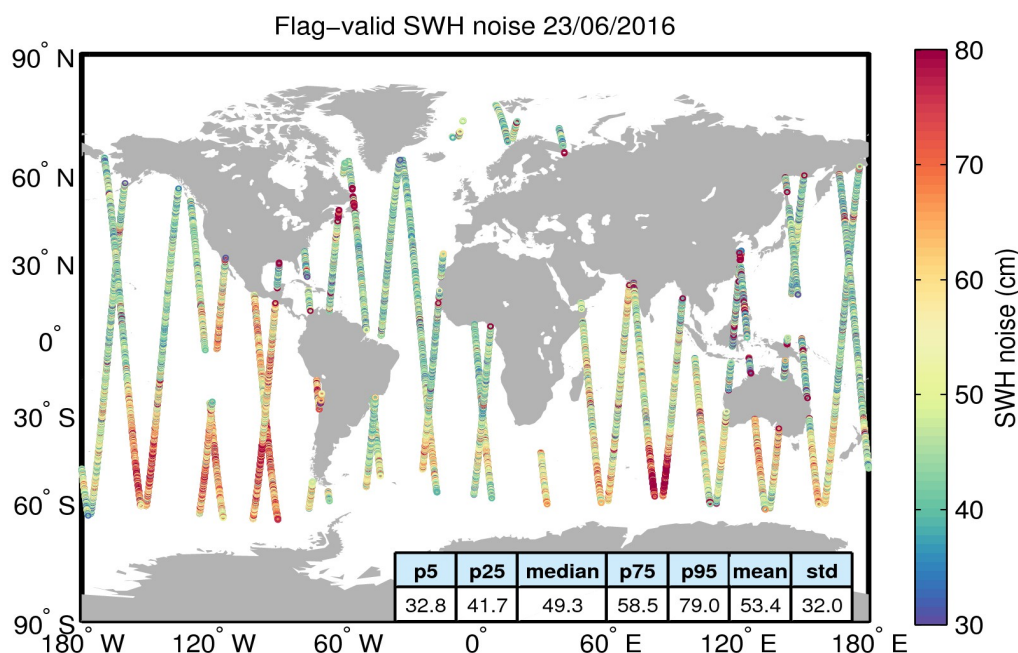 Flag−valid SWH noise 23/06/2016
90° N
60° N
30° N
0°
30° S
60° S
90° S
180° W
120° W
60° W
0°
60° E
120° E
180° E
80
70
60
50
40
30
SWH noise (cm)
p5 p25 median p75 p95 mean std
32.8 41.7 49.3 58.5 79.0 53.4 32.0